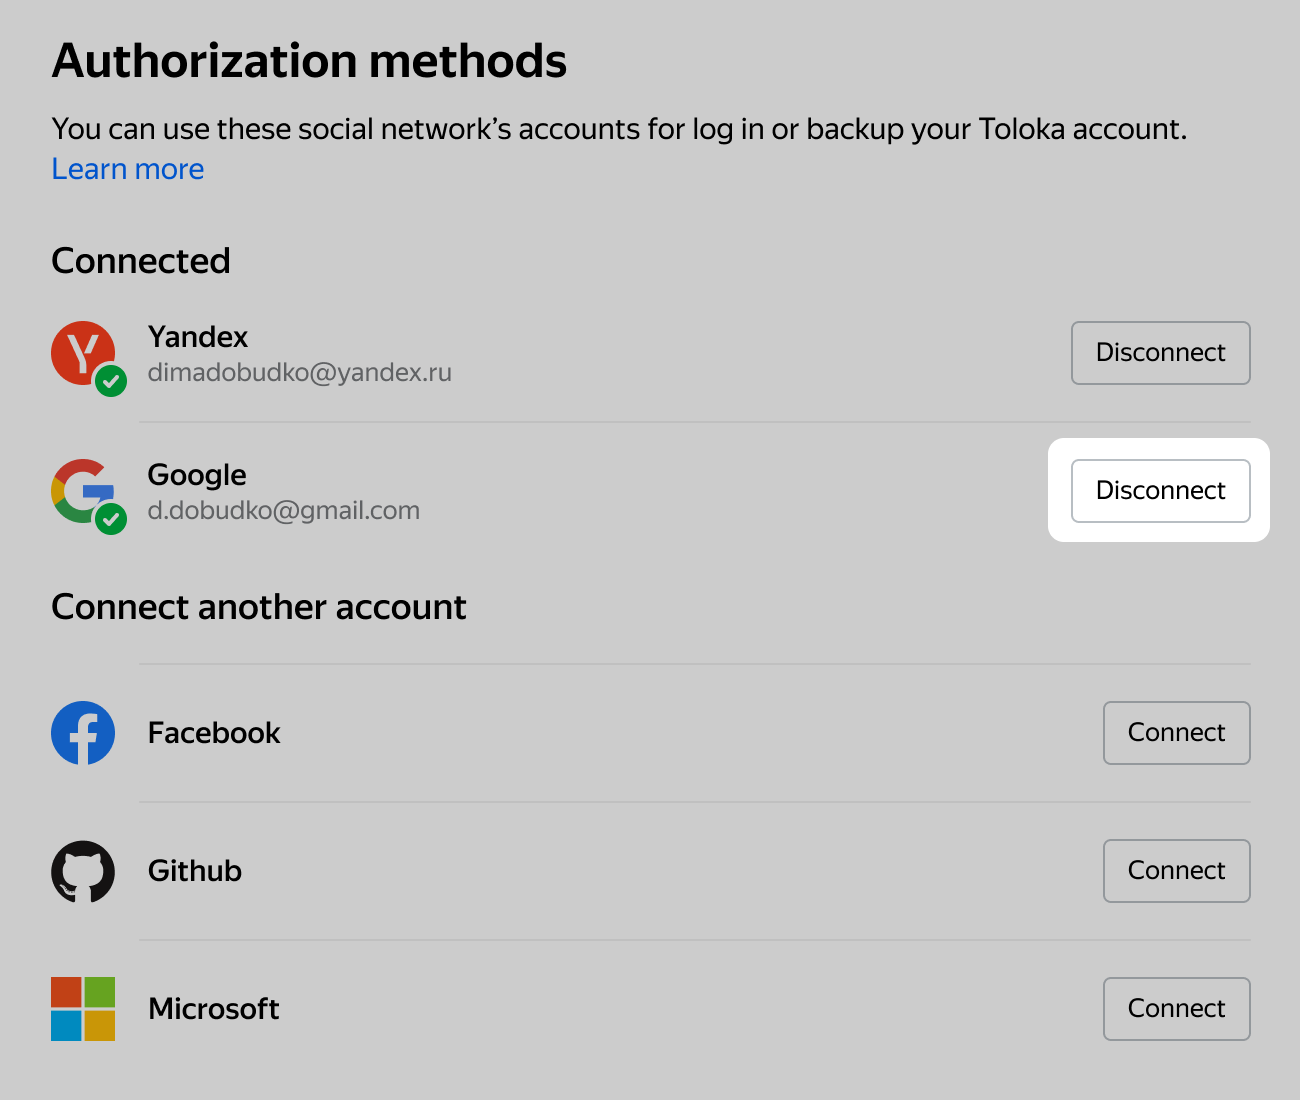 Authorization methods
You can use these social network’s accounts for log in or backup your Toloka account.
Learn more
Connected
Yandex
dimadobudko@yandex.ru
Disconnect
Google
d.dobudko@gmail.com
Disconnect
Connect another account
Facebook
Connect
Github
Connect
Microsoft
Connect